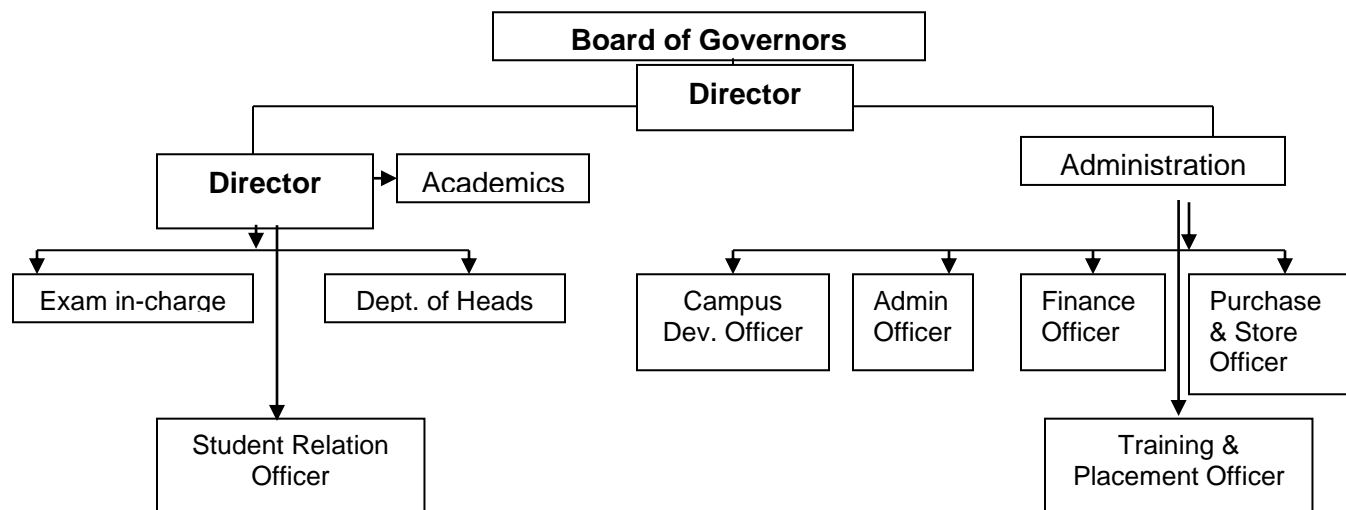 Board of Governors
Director
Director
Academics
Administration
Exam in-charge
Dept. of Heads
Campus
Dev. Officer
Admin
Officer
Finance
Officer
Purchase
& Store
Officer
Student Relation
Officer
Training &
Placement Officer